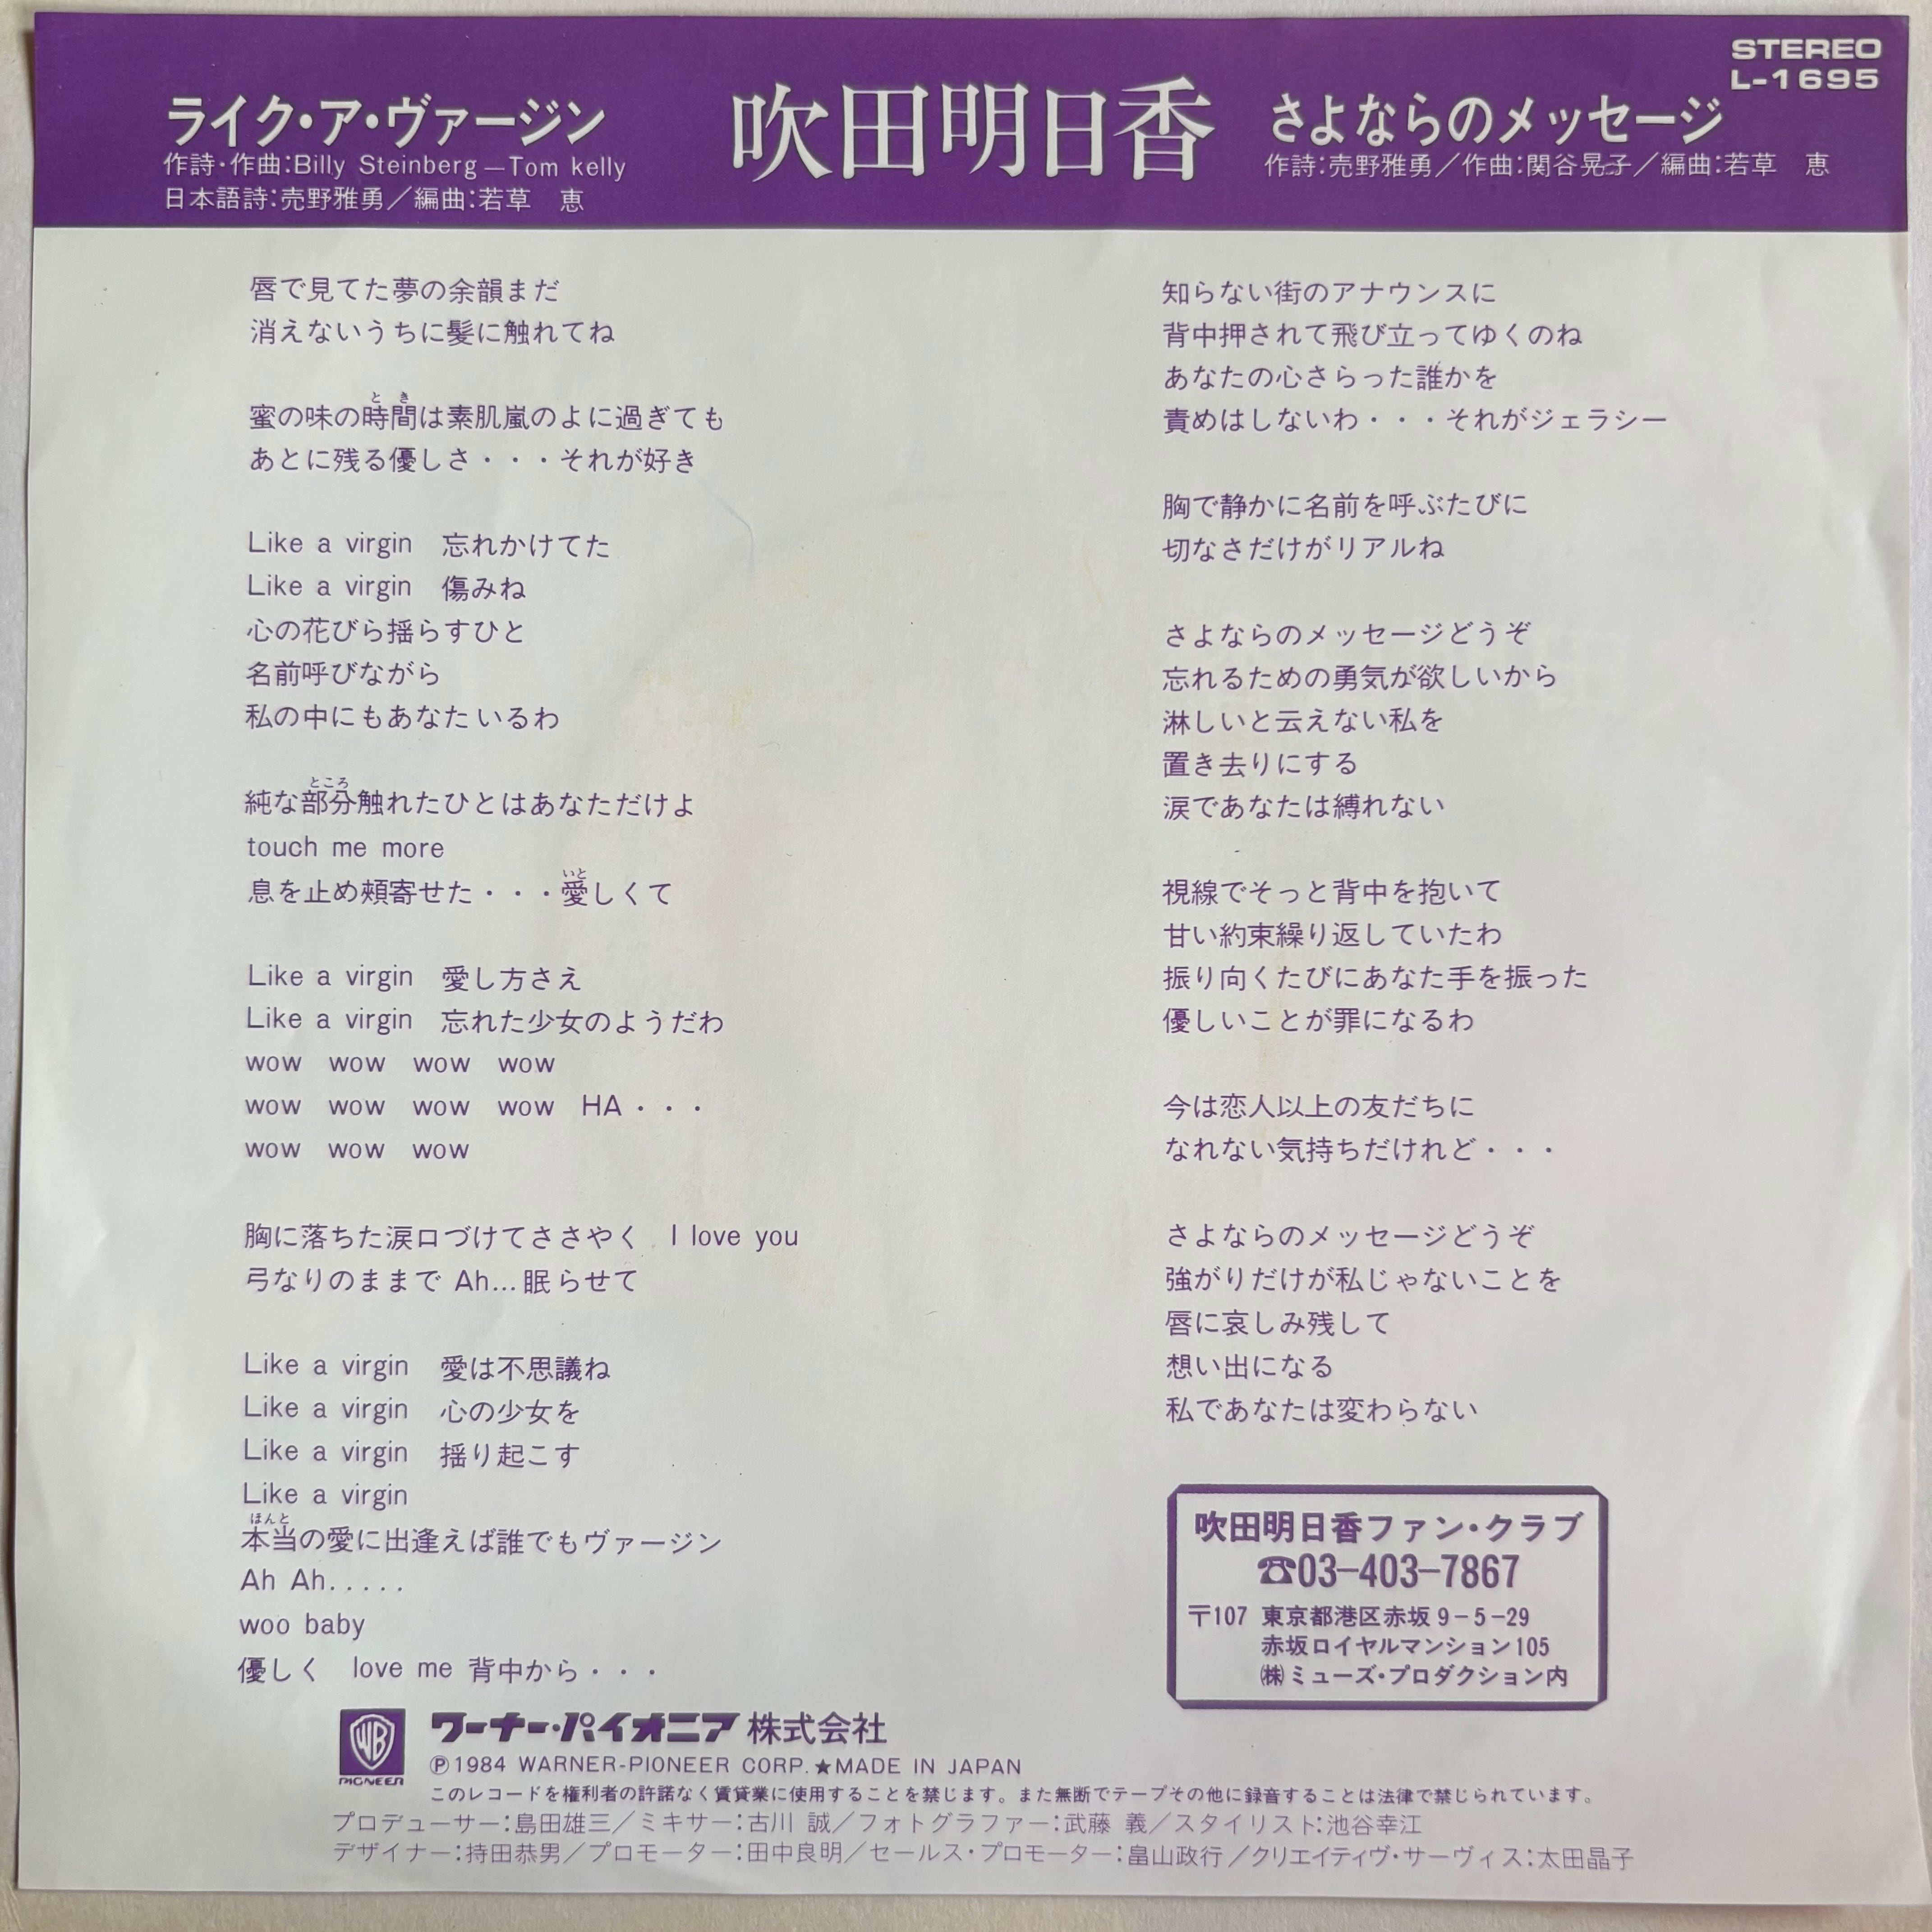 STEREO
L-1695
ライク・ア・ヴァージン
作詩・作曲:Billy Steinberg—Tom kelly
日本語詩:売野雅勇／編曲:若草 恵
吹田明日香
さよならのメッセージ
作詩:売野雅勇／作曲:関谷晃子／編曲:若草 恵
唇で見てた夢の余韻まだ
消えないうちに髪に触れてね
とき
蜜の味の時間は素肌嵐のよに過ぎても
あとに残る優しさ・・・それが好き
Like a virgin 忘れかけてた
Like a virgin 傷みね
心の花びら揺らすひと
名前呼びながら
私の中にもあなたいるわ
ところ
純な部分触れたひとはあなただけよ
touch me more
いと
息を止め頬寄せた・・・愛しくて
Like a virgin 愛し方さえ
Like a virgin 忘れた少女のようだわ
wow wow wow wow
wow wow wow wow HA・・・
wow wow wow
胸に落ちた涙口づけてささやく I love you
弓なりのままで Ah...眠らせて
Like a virgin 愛は不思議ね
Like a virgin 心の少女を
Like a virgin 揺り起こす
Like a virgin
ほんと
本当の愛に出逢えば誰でもヴァージン
Ah Ah.....
woo baby
優しく love me 背中から・・・
知らない街のアナウンスに
背中押されて飛び立ってゆくのね
あなたの心さらった誰かを
責めはしないわ・・・それがジェラシー
胸で静かに名前を呼ぶたびに
切なさだけがリアルね
さよならのメッセージどうぞ
忘れるための勇気が欲しいから
淋しいと云えない私を
置き去りにする
涙であなたは縛れない
視線でそっと背中を抱いて
甘い約束繰り返していたわ
振り向くたびにあなた手を振った
優しいことが罪になるわ
今は恋人以上の友だちに
なれない気持ちだけれど・・・
さよならのメッセージどうぞ
強がりだけが私じゃないことを
唇に哀しみ残して
想い出になる
私であなたは変わらない
吹田明日香ファン・クラブ
☎03-403-7867
〒107 東京都港区赤坂9-5-29
赤坂ロイヤルマンション105
㈱ミューズ・プロダクション内
WB
PIONEER
ワーナー・パイオニア株式会社
Ⓟ1984 WARNER-PIONEER CORP.★MADE IN JAPAN
このレコードを権利者の許諾なく賃貸業に使用することを禁じます。また無断でテープその他に録音することは法律で禁じられています。
プロデューサー:島田雄三／ミキサー:古川 誠／フォトグラファー:武藤 義／スタイリスト:池谷幸江
デザイナー:持田恭男／プロモーター:田中良明／セールス・プロモーター:畠山政行／クリエイティヴ・サーヴィス:太田晶子